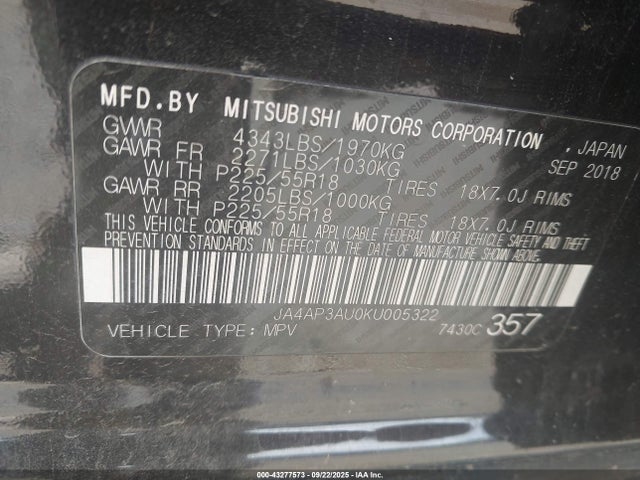 MFD.BY MITSUBISHI MOTORS CORPORATION , JAPAN
GVWR 4343LBS/1970KG SEP 2018
GAWR FR 2271LBS/1030KG
WITH P225/55R18 TIRES 18X7.0J RIMS
GAWR RR 2205LBS/1000KG
WITH P225/55R18 TIRES 18X7.0J RIMS
THIS VEHICLE CONFORMS TO ALL APPLICABLE FEDERAL MOTOR VEHICLE SAFETY AND THEFT
PREVENTION STANDARDS IN EFFECT ON THE DATE OF MANUFACTURE SHOWN ABOVE.
JA4AP3AU0KU005322
VEHICLE TYPE: MPV 7430C 357
000-43277573 - 09/22/2025 - IAA Inc.